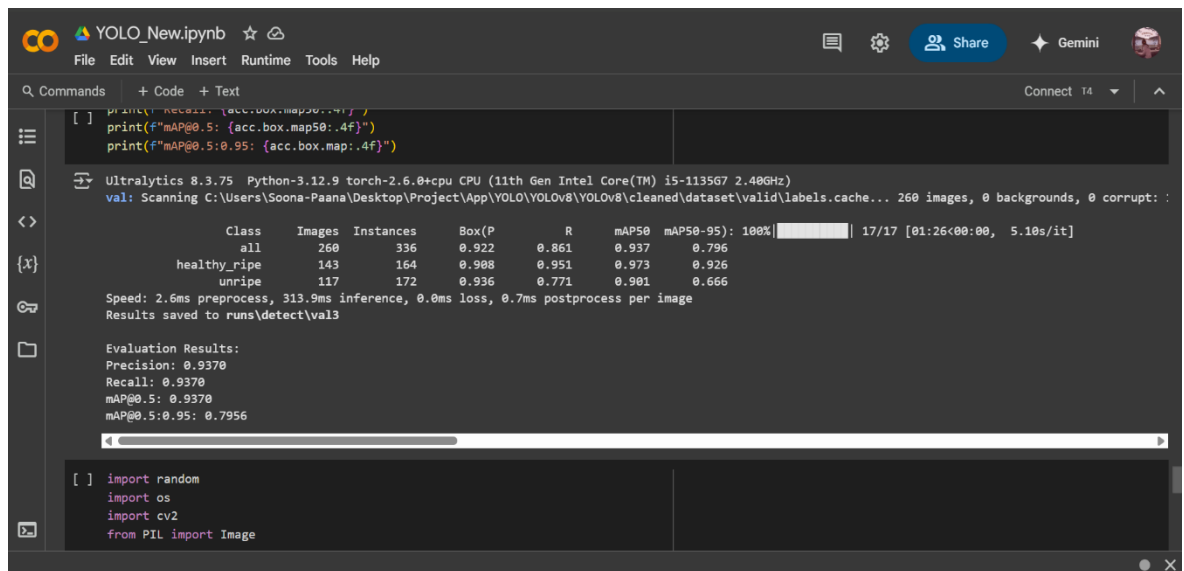 CO
YOLO_New.ipynb
File Edit View Insert Runtime Tools Help
Share
Gemini
Commands + Code + Text
Connect T4
[ ] print(f"Recall: {acc.box.map50:.4f}")
print(f"mAP@0.5: {acc.box.map50:.4f}")
print(f"mAP@0.5:0.95: {acc.box.map:.4f}")
Ultralytics 8.3.75 Python-3.12.9 torch-2.6.0+cpu CPU (11th Gen Intel Core(TM) i5-1135G7 2.40GHz)
val: Scanning C:\Users\Soona-Paana\Desktop\Project\App\YOLO\YOLOv8\YOLOv8\cleaned\dataset\valid\labels.cache... 260 images, 0 backgrounds, 0 corrupt:
Class Images Instances Box(P R mAP50 mAP50-95): 100%|██████████| 17/17 [01:26<00:00, 5.10s/it]
all 260 336 0.922 0.861 0.937 0.796
healthy_ripe 143 164 0.908 0.951 0.973 0.926
unripe 117 172 0.936 0.771 0.901 0.666
Speed: 2.6ms preprocess, 313.9ms inference, 0.0ms loss, 0.7ms postprocess per image
Results saved to runs\detect\val3
Evaluation Results:
Precision: 0.9370
Recall: 0.9370
mAP@0.5: 0.9370
mAP@0.5:0.95: 0.7956
[ ] import random
import os
import cv2
from PIL import Image
{x}